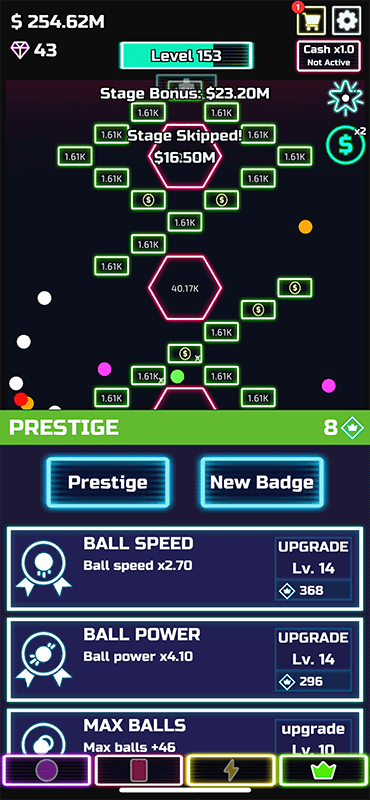 $ 254.62M
1
43
Level 153
Cash x1.0
Not Active
Stage Bonus: $23.20M
1.61K 1.61K
1.61K Stage Skipped! 1.61K
1.61K $16.50M 1.61K
1.61K 1.61K
$ $
1.61K
1.61K
1.61K
40.17K
$
$
1.61K
$
1.61K 1.61K
1.61K 1.61K
$ x2
PRESTIGE 8
Prestige New Badge
BALL SPEED
Ball speed x2.70
UPGRADE
Lv. 14
368
BALL POWER
Ball power x4.10
UPGRADE
Lv. 14
296
MAX BALLS
Max balls +46
upgrade
Lv. 10